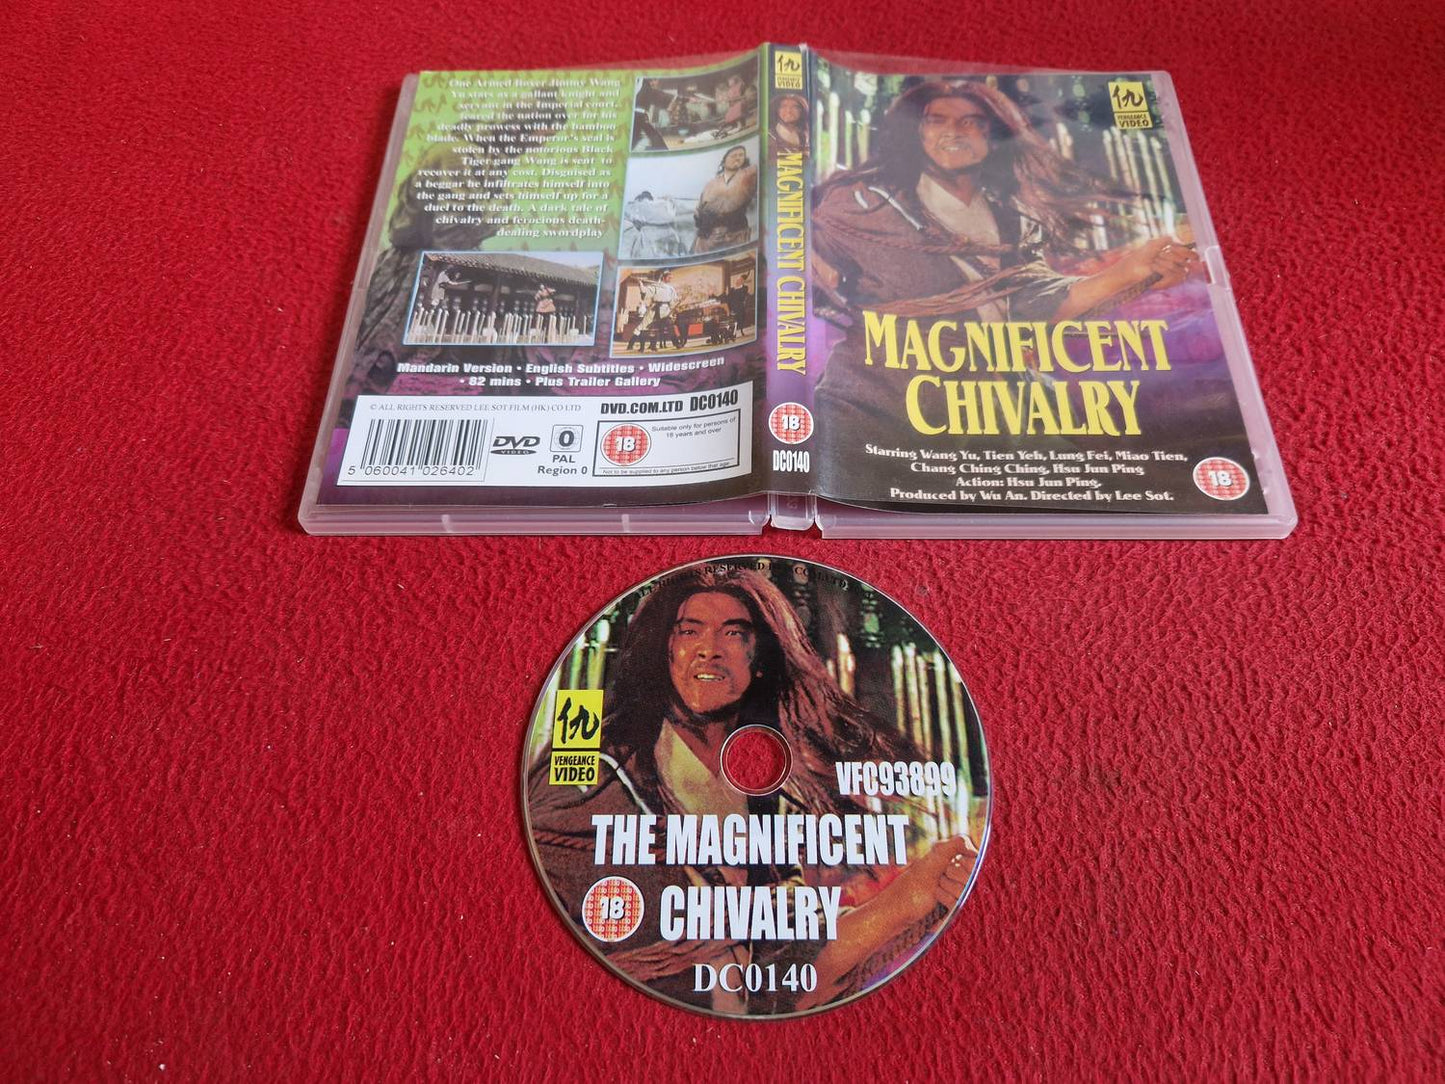 One Armed Boxer Jimmy Wang
Yu stars as a gallant knight and
servant in the Imperial court,
feared the nation over for his
deadly prowess with the bamboo
blade. When the Emperor's seal is
stolen by the notorious Black
Tiger gang Wang is sent to
recover it at any cost. Disguised as
a beggar he infiltrates himself into
the gang and sets himself up for a
duel to the death. A dark tale of
chivalry and ferocious death-
dealing swordplay
Mandarin Version • English Subtitles • Widescreen
• 82 mins • Plus Trailer Gallery
© ALL RIGHTS RESERVED LEE SOT FILM (HK) CO LTD
DVD.COM.LTD DC0140
5 060041 026402
DVD
VIDEO
0
PAL
Region 0
18
Suitable only for persons of
18 years and over
Not to be supplied to any person below that age
仇
VENGEANCE
VIDEO
MAGNIFICENT CHIVALRY
18
DC0140
仇
VENGEANCE
VIDEO
MAGNIFICENT
CHIVALRY
Starring Wang Yu, Tien Yeh, Lung Fei, Miao Tien,
Chang Ching Ching, Hsu Jun Ping
Action: Hsu Jun Ping.
Produced by Wu An. Directed by Lee Sot.
18
ALL RIGHTS RESERVED CO LTD
仇
VENGEANCE
VIDEO
VFC93899
THE MAGNIFICENT
18 CHIVALRY
DC0140